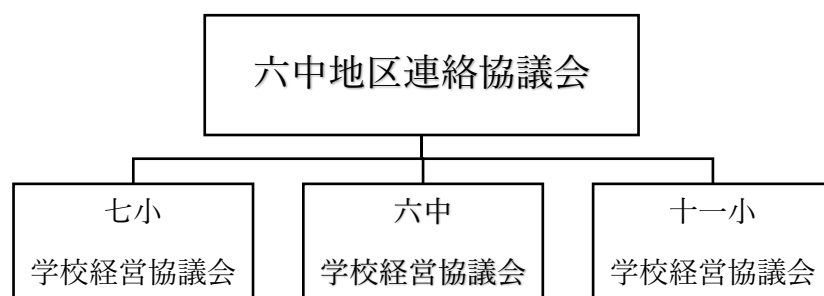 六中地区連絡協議会
七小
学校経営協議会
六中
学校経営協議会
十一小
学校経営協議会